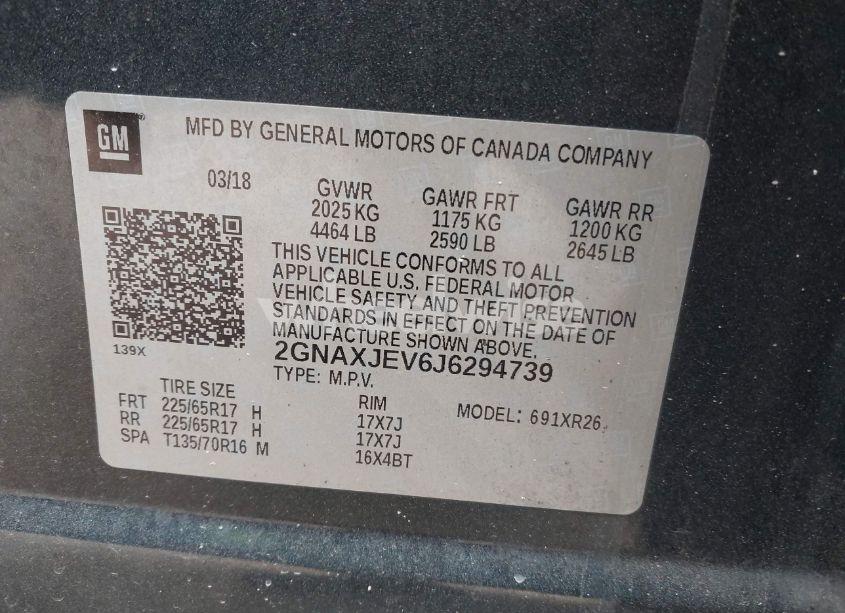 GM
MFD BY GENERAL MOTORS OF CANADA COMPANY
03/18
GVWR GAWR FRT GAWR RR
2025 KG 1175 KG 1200 KG
4464 LB 2590 LB 2645 LB
THIS VEHICLE CONFORMS TO ALL
APPLICABLE U.S. FEDERAL MOTOR
VEHICLE SAFETY AND THEFT PREVENTION
STANDARDS IN EFFECT ON THE DATE OF
MANUFACTURE SHOWN ABOVE.
139X
2GNAXJEV6J6294739
TYPE: M.P.V.
TIRE SIZE RIM MODEL: 691XR26
FRT 225/65R17 H 17X7J
RR 225/65R17 H 17X7J
SPA T135/70R16 M 16X4BT